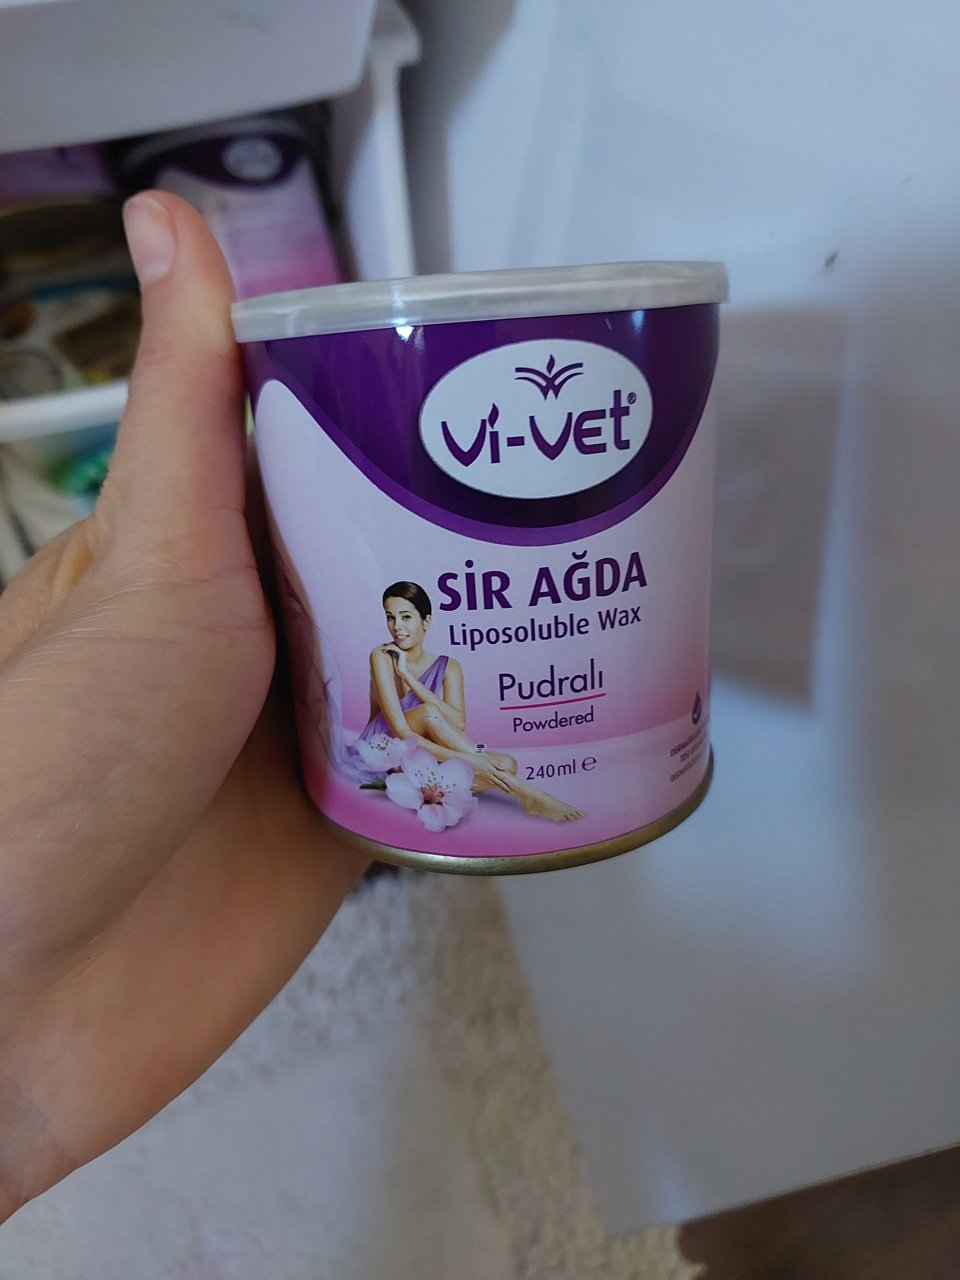 Vi-VET®
SİR AĞDA
Liposoluble Wax
Pudralı
Powdered
240ml e